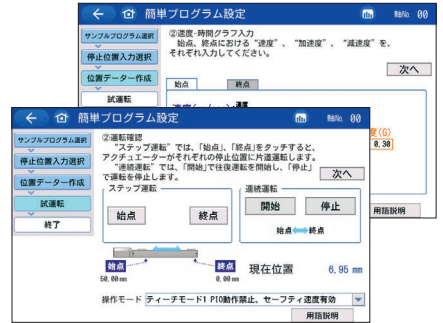 簡単プログラム設定
軸No. 00
サンプルプログラム選択
停止位置入力選択
位置データー作成
試運転
②速度-時間グラフ入力
始点、終点における“速度”、“加速度”、“減速度”を、
それぞれ入力してください。
次へ
始点
終点
度(G)
0.30
用語説明
簡単プログラム設定
軸No. 00
サンプルプログラム選択
停止位置入力選択
位置データー作成
試運転
終了
②運転確認
“ステップ運転”では、「始点」、「終点」をタッチすると、
アクチュエーターがそれぞれの停止位置に片道運転します。
“連続運転”では、「開始」で往復運転を開始し、「停止」
で運転を停止します。
次へ
ステップ運転
始点
終点
連続運転
開始
停止
始点
終点
始点
終点
50.00 mm
0.00 mm
現在位置
6.95 mm
操作モード
ティーチモード1 PIO動作禁止、セーフティ速度有効
用語説明